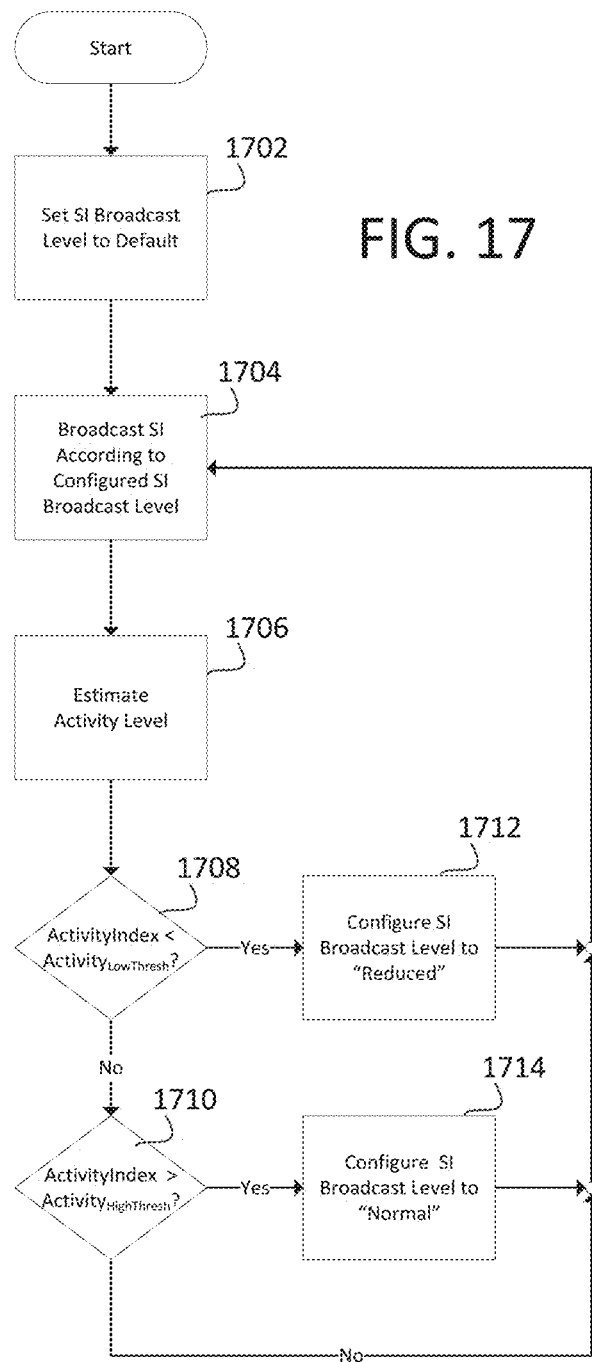 Start
1702
Set SI Broadcast
Level to Default
FIG. 17
1704
Broadcast SI
According to
Configured SI
Broadcast Level
1706
Estimate
Activity Level
1708
ActivityIndex <
ActivityLowThresh?
Yes
1712
Configure SI
Broadcast Level to
“Reduced”
No
1710
ActivityIndex >
ActivityHighThresh?
Yes
1714
Configure SI
Broadcast Level to
“Normal”
No